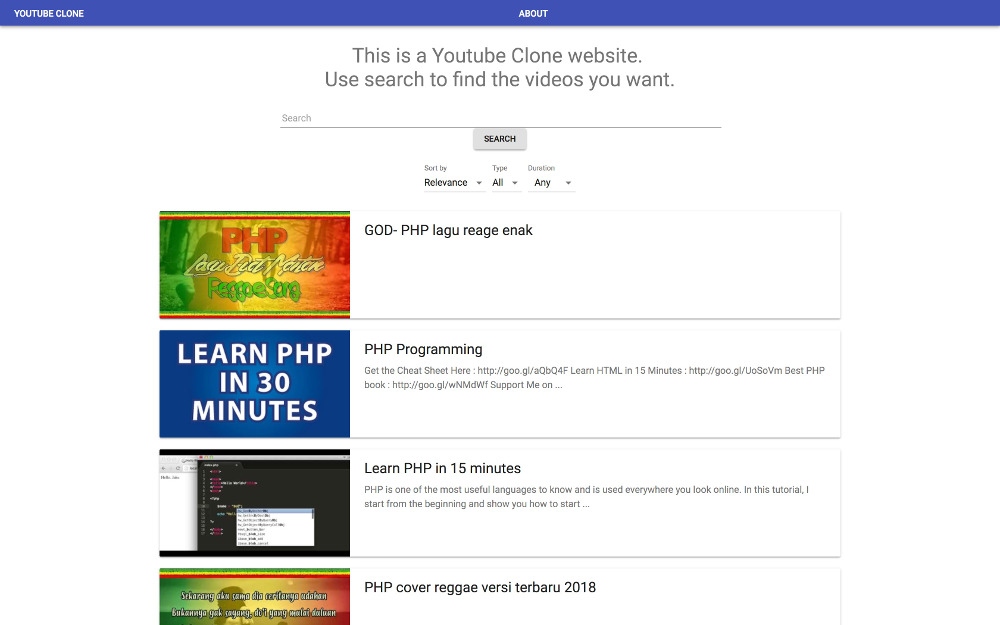 YOUTUBE CLONE
ABOUT
This is a Youtube Clone website.
Use search to find the videos you want.
Search
SEARCH
Sort by
Type
Duration
Relevance
All
Any
PHP
Reggae Song
GOD- PHP lagu reage enak
LEARN PHP
IN 30
MINUTES
PHP Programming
Get the Cheat Sheet Here : http://goo.gl/aQbQ4F Learn HTML in 15 Minutes : http://goo.gl/UoSoVm Best PHP
book : http://goo.gl/wNMdWf Support Me on ...
Learn PHP in 15 minutes
PHP is one of the most useful languages to know and is used everywhere you look online. In this tutorial, I
start from the beginning and show you how to start ...
Sekarang aku sama dia ceritanya udahan
Bukannya gak sayang, do'i yang mulai duluan
PHP cover reggae versi terbaru 2018